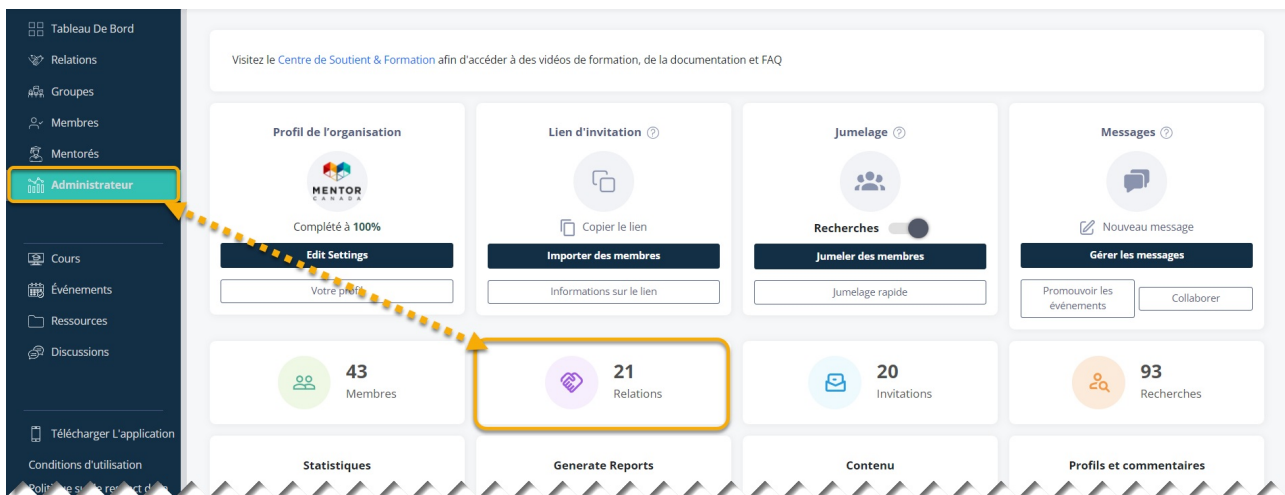 Tableau De Bord
Relations
Groupes
Membres
Mentorés
Administrateur
Cours
Événements
Ressources
Discussions
Télécharger L'application
Conditions d'utilisation
Visitez le Centre de Soutient & Formation afin d'accéder à des vidéos de formation, de la documentation et FAQ
Profil de l'organisation
MENTOR
CANADA
Complété à 100%
Edit Settings
Votre profil
Lien d'invitation
Copier le lien
Importer des membres
Informations sur le lien
Jumelage
Recherches
Jumeler des membres
Jumelage rapide
Messages
Nouveau message
Gérer les messages
Promouvoir les
événements
Collaborer
43
Membres
21
Relations
20
Invitations
93
Recherches
Statistiques
Generate Reports
Contenu
Profils et commentaires